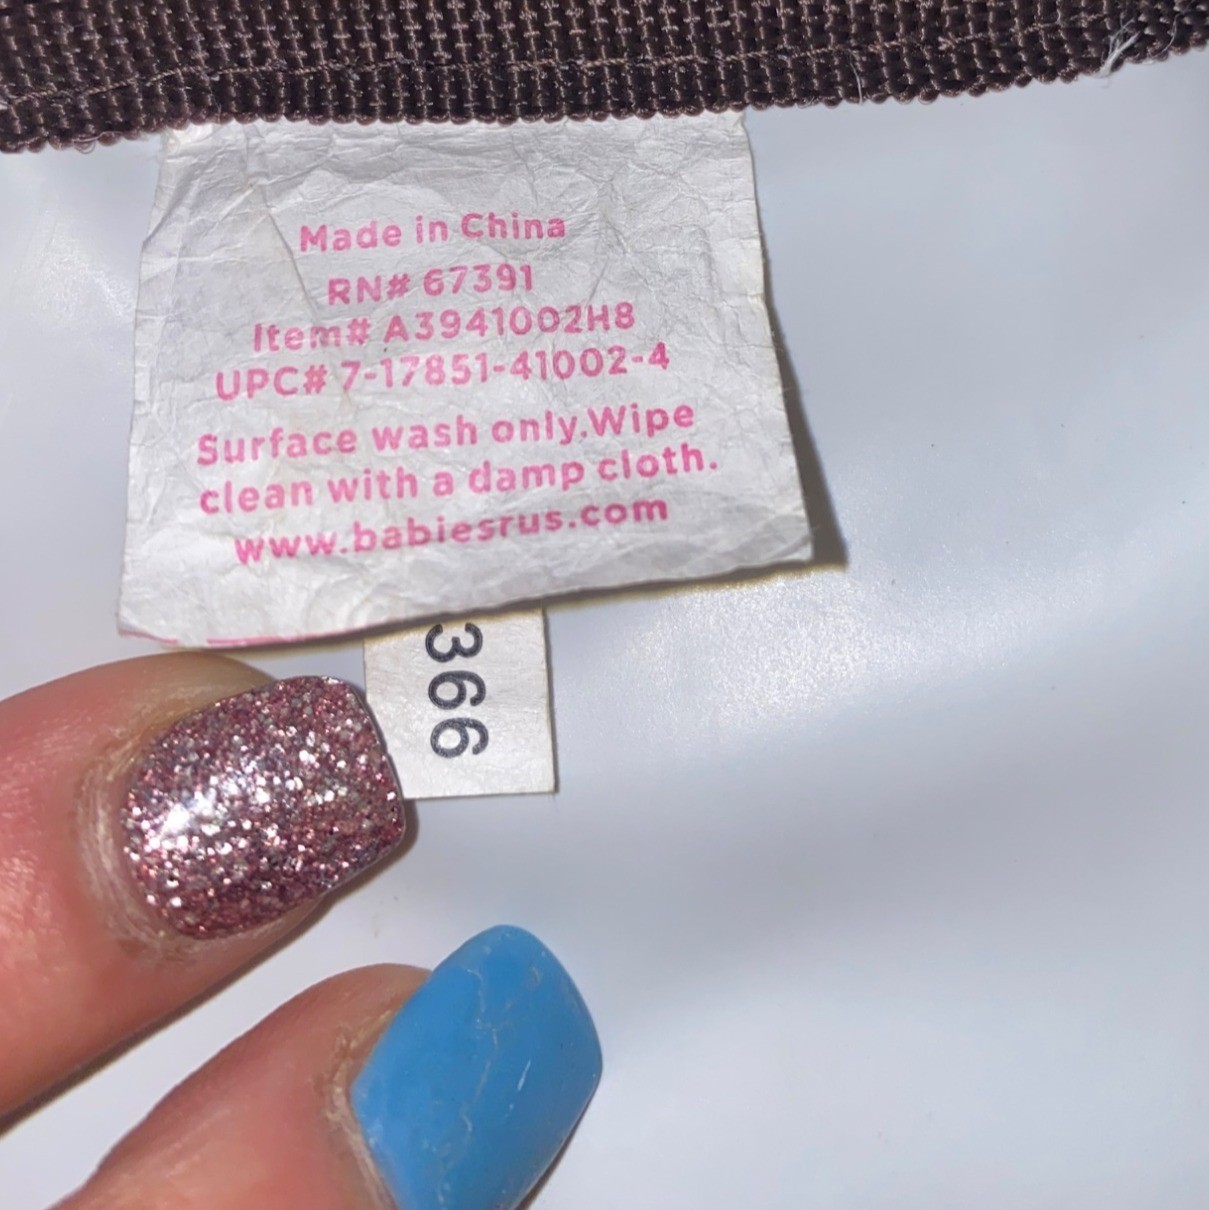 Made in China
RN# 67391
Item# A3941002H8
UPC# 7-17851-41002-4
Surface wash only.Wipe
clean with a damp cloth.
www.babiesrus.com
366